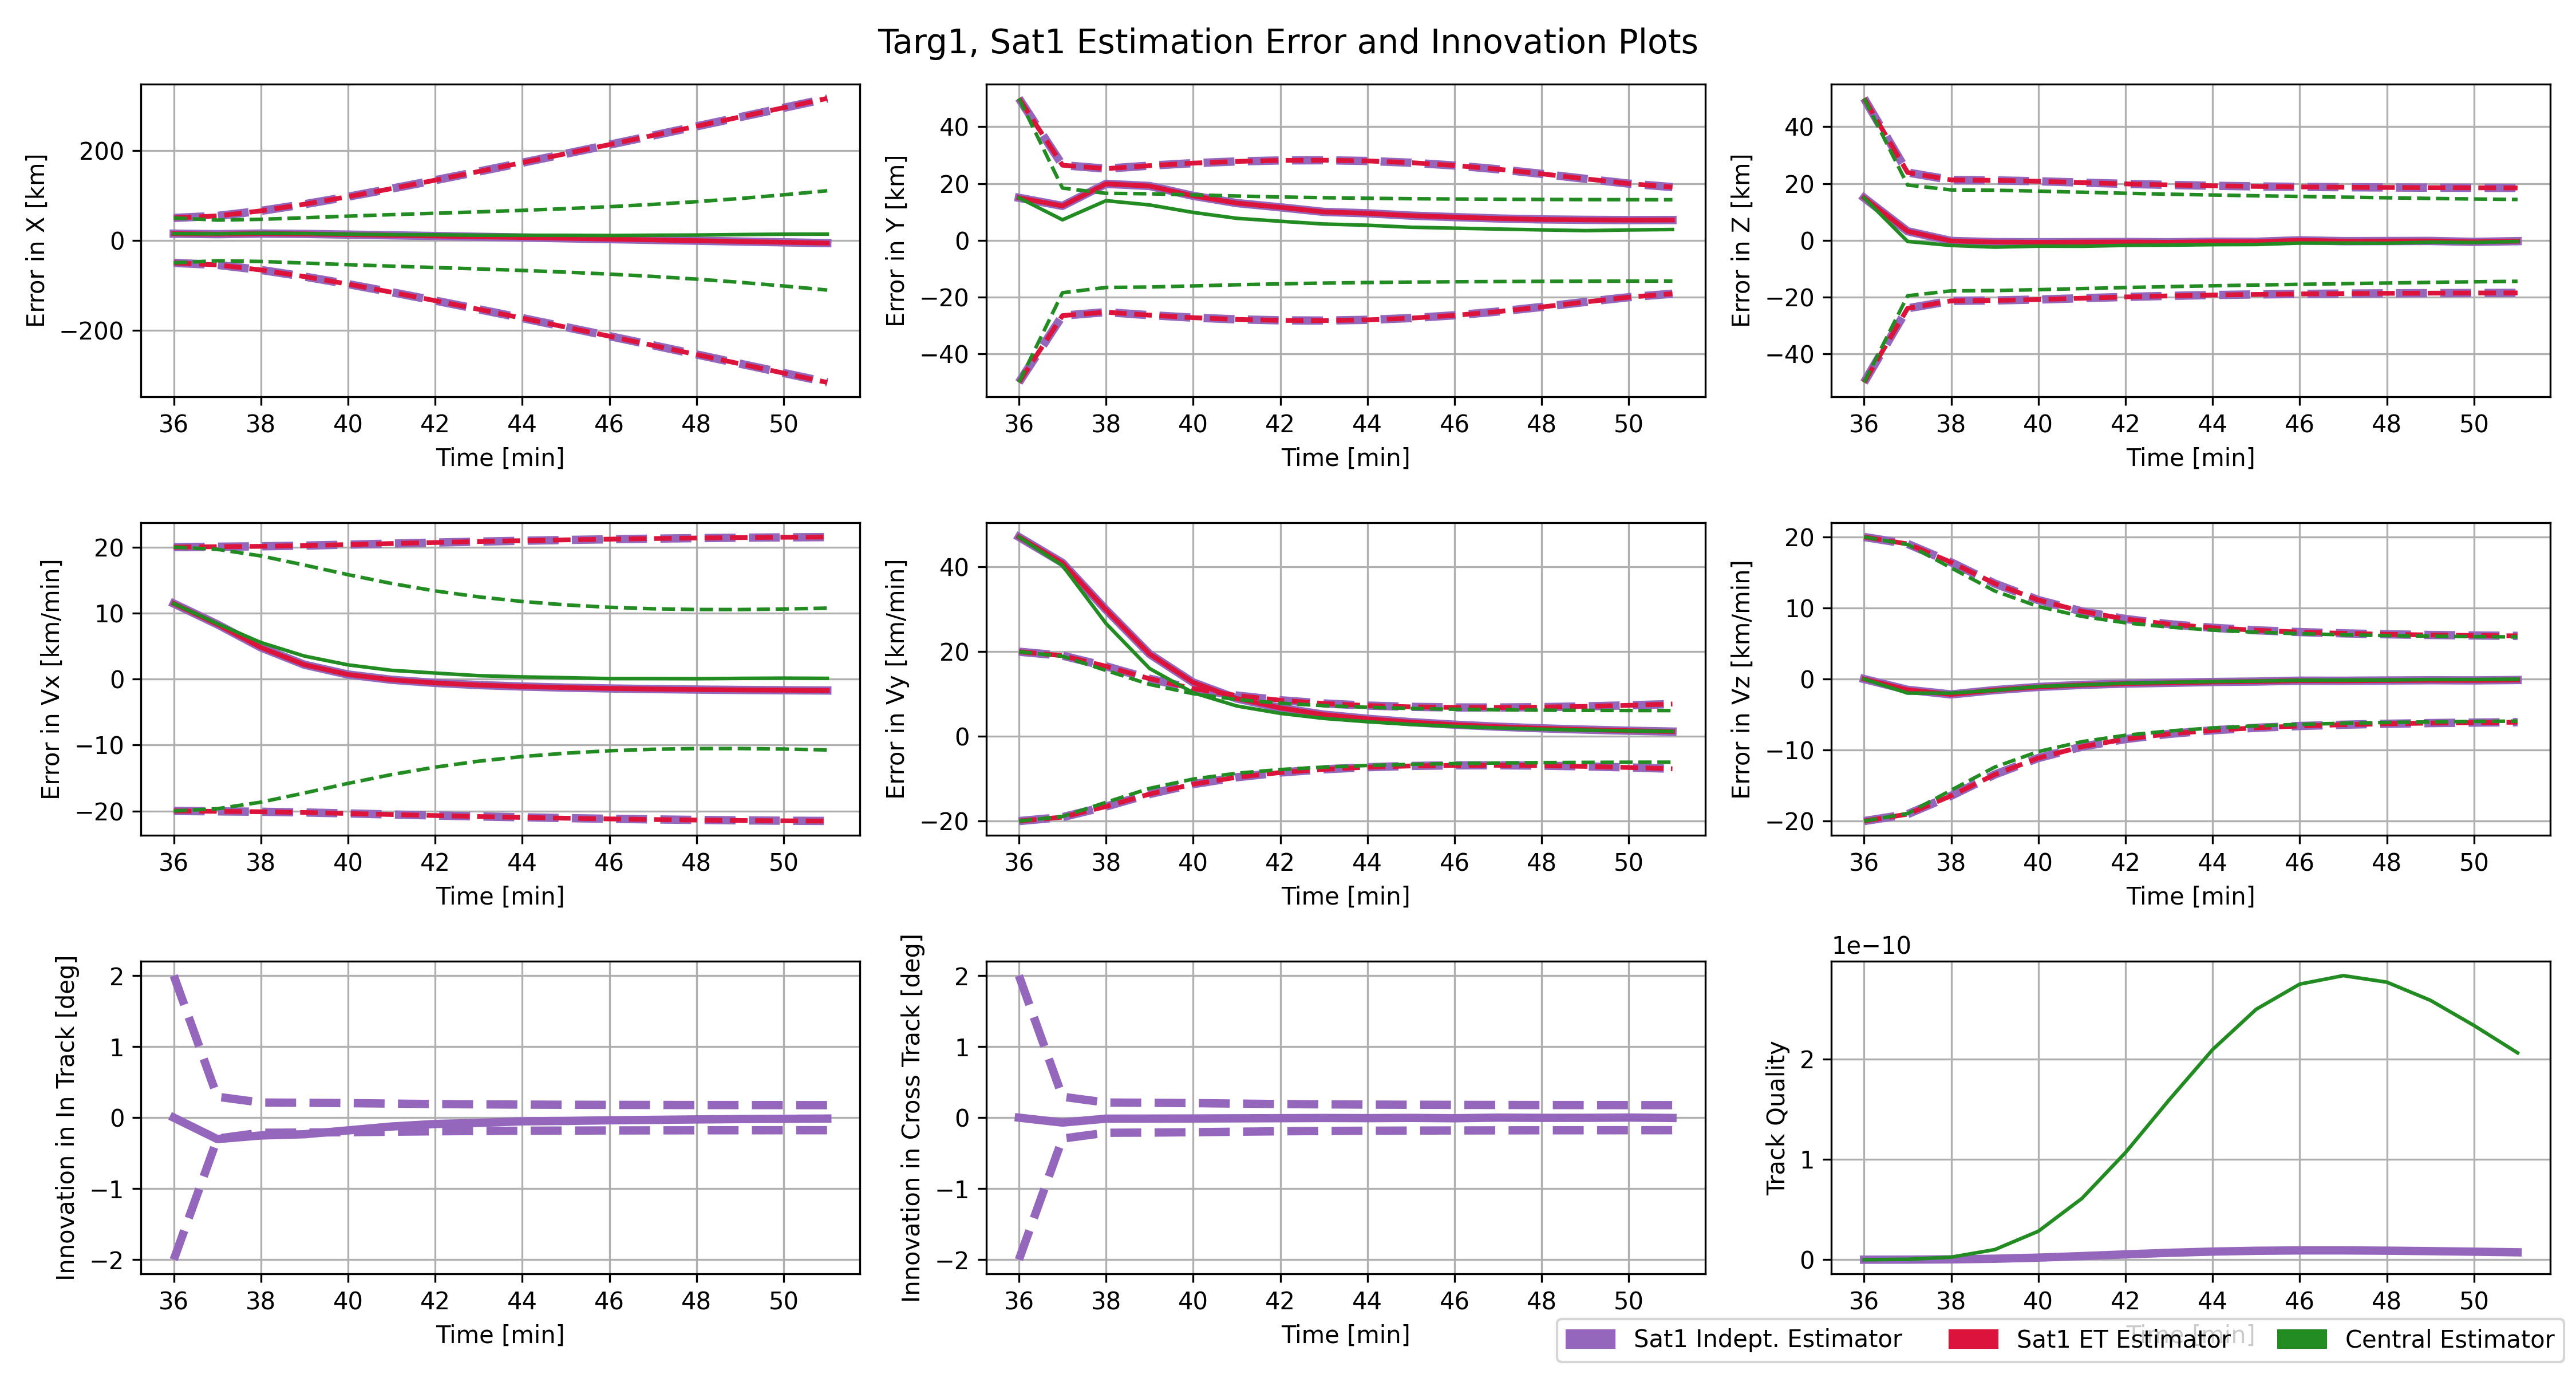 Targ1, Sat1 Estimation Error and Innovation Plots
Error in X [km]
200
0
−200
36 38 40 42 44 46 48 50
Time [min]
Error in Y [km]
40
20
0
−20
−40
36 38 40 42 44 46 48 50
Time [min]
Error in Z [km]
40
20
0
−20
−40
36 38 40 42 44 46 48 50
Time [min]
Error in Vx [km/min]
20
10
0
−10
−20
36 38 40 42 44 46 48 50
Time [min]
Error in Vy [km/min]
40
20
0
−20
36 38 40 42 44 46 48 50
Time [min]
Error in Vz [km/min]
20
10
0
−10
−20
36 38 40 42 44 46 48 50
Time [min]
Innovation in In Track [deg]
2
1
0
−1
−2
36 38 40 42 44 46 48 50
Time [min]
Innovation in Cross Track [deg]
2
1
0
−1
−2
36 38 40 42 44 46 48 50
Time [min]
1e−10
Track Quality
2
1
0
36 38 40 42 44 46 48 50
Time [min]
Sat1 Indept. Estimator Sat1 ET Estimator Central Estimator